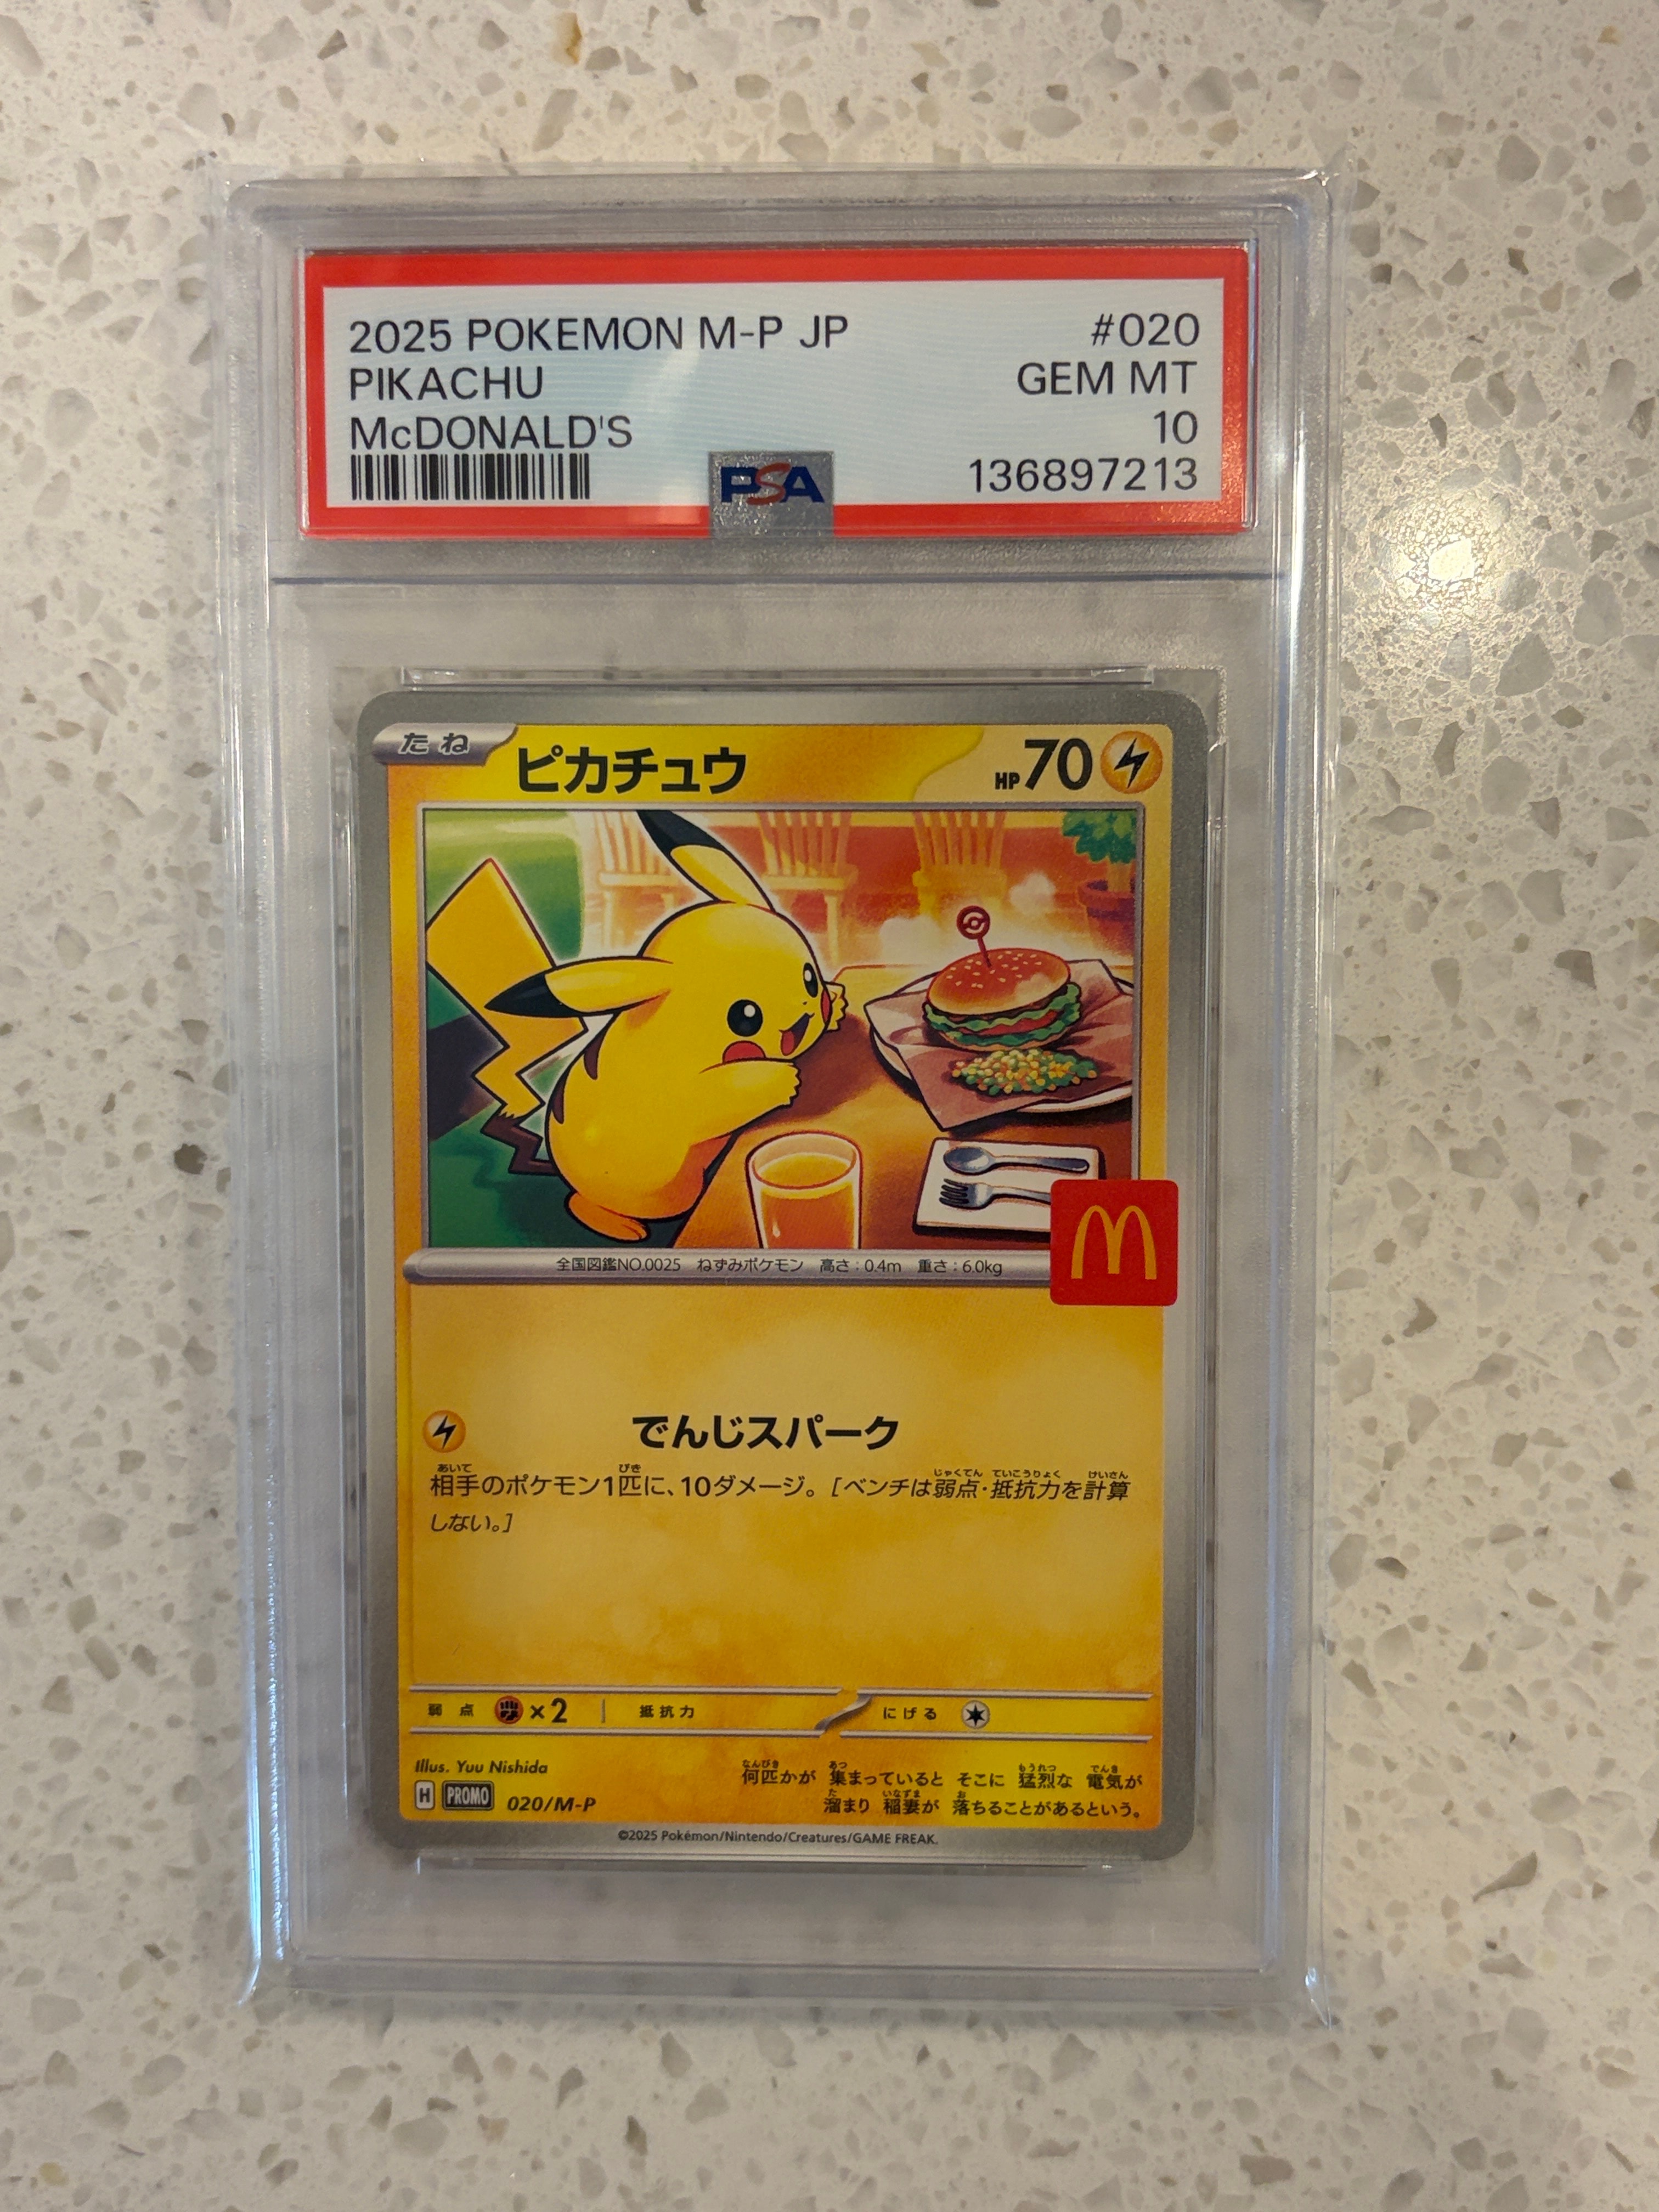 2025 POKEMON M-P JP #020
PIKACHU GEM MT
McDONALD'S 10
PSA 136897213
たね ピカチュウ HP70
全国図鑑NO.0025 ねずみポケモン 高さ:0.4m 重さ:6.0kg
でんじスパーク
相手のポケモン1匹に、10ダメージ。[ベンチは弱点・抵抗力を計算
しない。]
弱点 ×2 抵抗力 にげる
Illus. Yuu Nishida
H PROMO 020/M-P
何匹かが 集まっていると そこに 猛烈な 電気が
溜まり 稲妻が 落ちることがあるという。
©2025 Pokémon/Nintendo/Creatures/GAME FREAK.